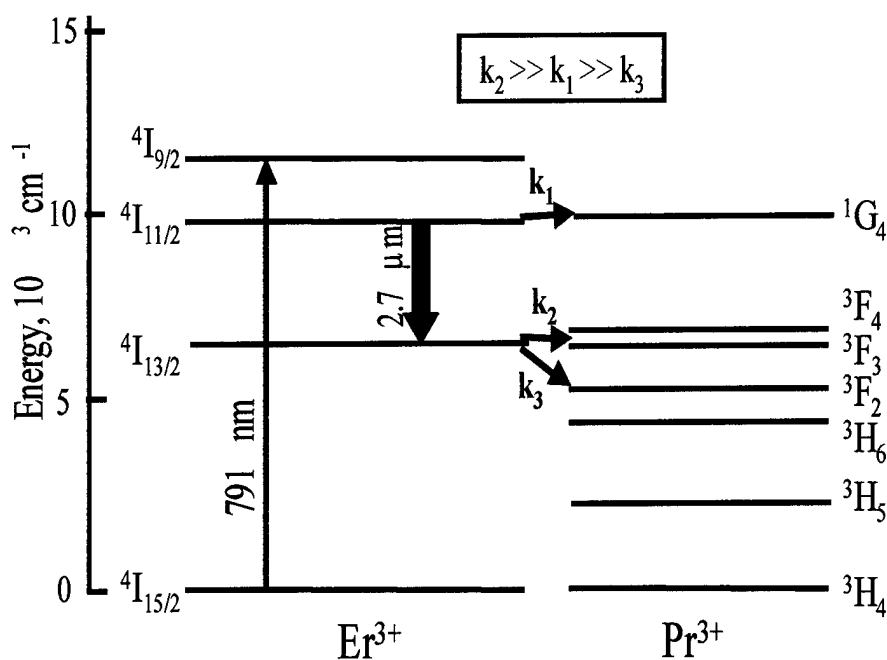 15
k₂ >> k₁ >> k₃
⁴I₉/₂
k₁
10
⁴I₁₁/₂
¹G₄
Energy, 10 ³ cm ⁻¹
2.7 μm
k₂
³F₄
⁴I₁₃/₂
³F₃
k₃
³F₂
5
³H₆
791 nm
³H₅
0
⁴I₁₅/₂
³H₄
Er³⁺
Pr³⁺